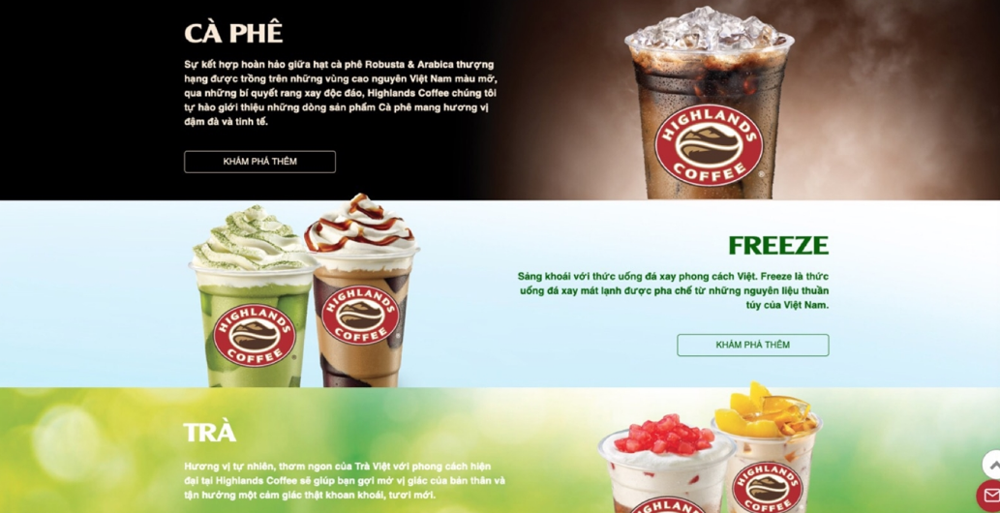 CÀ PHÊ
Sự kết hợp hoàn hảo giữa hạt cà phê Robusta & Arabica thượng
hạng được trồng trên những vùng cao nguyên Việt Nam màu mỡ,
qua những bí quyết rang xay độc đáo, Highlands Coffee chúng tôi
tự hào giới thiệu những dòng sản phẩm Cà phê mang hương vị
đậm đà và tinh tế.
KHÁM PHÁ THÊM
HIGHLANDS
COFFEE
®
FREEZE
Sảng khoái với thức uống đá xay phong cách Việt. Freeze là thức
uống đá xay mát lạnh được pha chế từ những nguyên liệu thuần
túy của Việt Nam.
KHÁM PHÁ THÊM
HIGHLANDS
COFFEE
®
HIGHLANDS
COFFEE
®
TRÀ
Hương vị tự nhiên, thơm ngon của Trà Việt với phong cách hiện
đại tại Highlands Coffee sẽ giúp bạn gợi mở vị giác của bản thân và
tận hưởng một cảm giác thật khoan khoái, tươi mới.
HIGHLANDS
HIGHLANDS